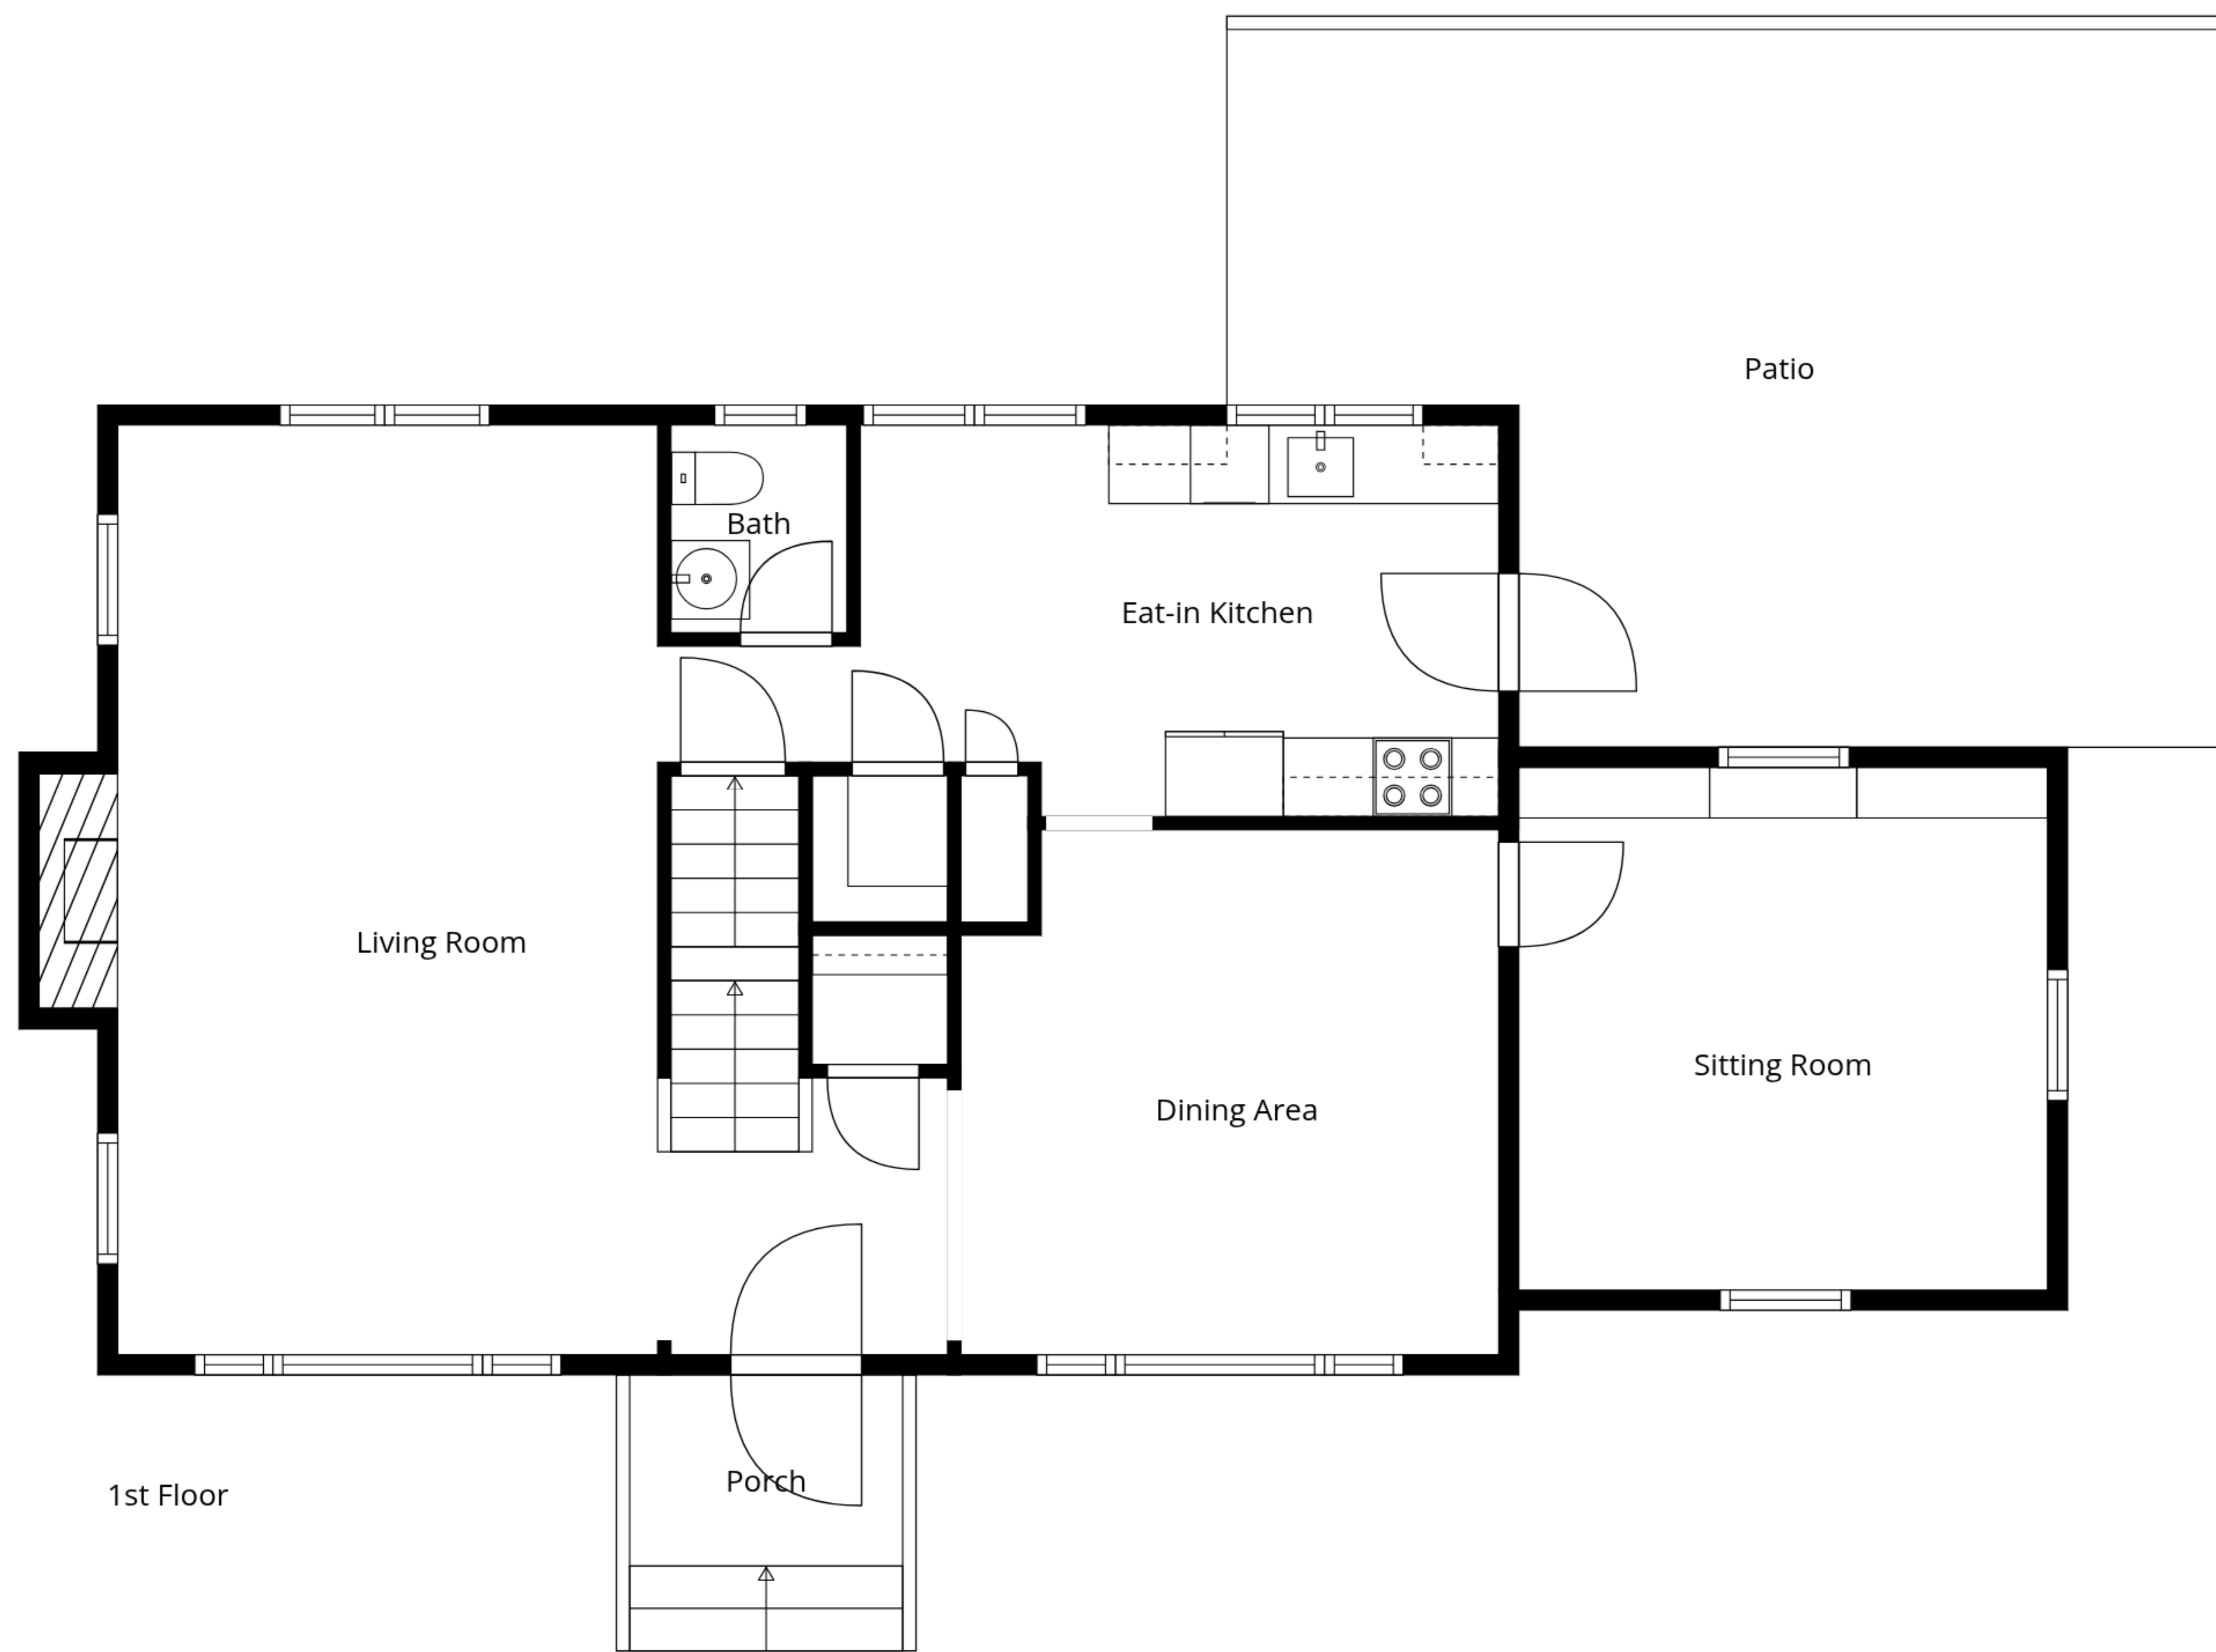 Patio
Bath
Eat-in Kitchen
Living Room
Sitting Room
Dining Area
Porch
1st Floor